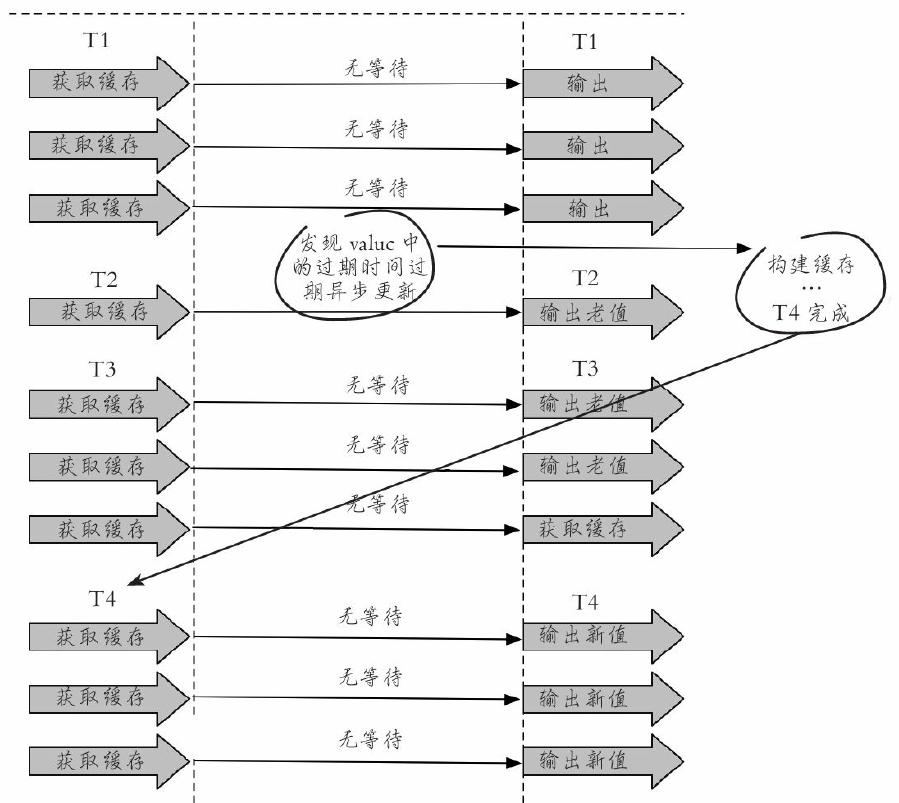 T1
T1
获取缓存
无等待
输出
获取缓存
无等待
输出
获取缓存
无等待
输出
发现 valuc 中
的过期时间过
期异步更新
构建缓存
…
T4 完成
T2
T2
获取缓存
输出老值
T3
T3
获取缓存
无等待
输出老值
获取缓存
无等待
输出老值
获取缓存
无等待
获取缓存
T4
T4
获取缓存
无等待
输出新值
获取缓存
无等待
输出新值
获取缓存
无等待
输出新值